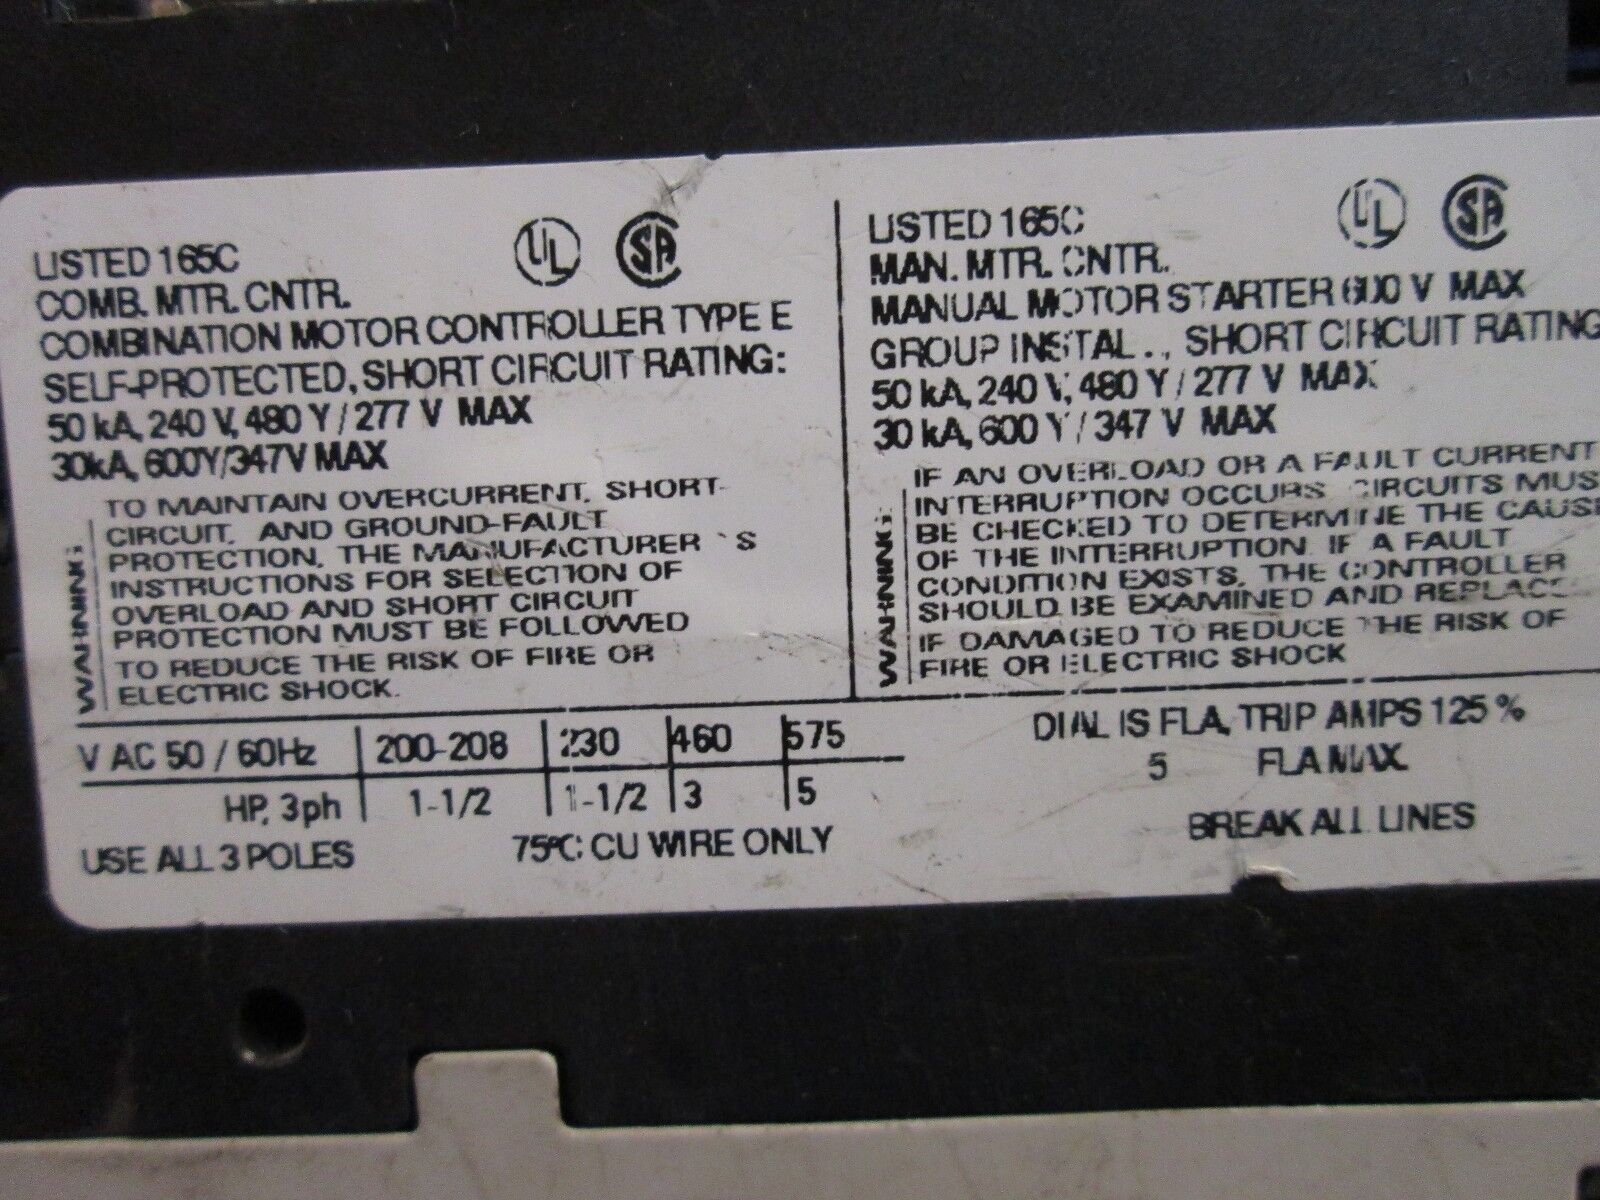 LISTED 165C
COMB. MTR. CNTR.
COMBINATION MOTOR CONTROLLER TYPE E
SELF-PROTECTED, SHORT CIRCUIT RATING:
50 kA, 240 V, 480 Y / 277 V MAX
30kA, 600Y/347V MAX
UL
SA
WARNING:
TO MAINTAIN OVERCURRENT, SHORT-
CIRCUIT, AND GROUND-FAULT
PROTECTION, THE MANUFACTURER 'S
INSTRUCTIONS FOR SELECTION OF
OVERLOAD AND SHORT CIRCUIT
PROTECTION MUST BE FOLLOWED
TO REDUCE THE RISK OF FIRE OR
ELECTRIC SHOCK.
LISTED 165C
MAN. MTR. CNTR.
MANUAL MOTOR STARTER 600 V MAX
GROUP INSTAL.., SHORT CIRCUIT RATING
50 kA, 240 V, 480 Y / 277 V MAX
30 kA, 600 Y / 347 V MAX
UL
SA
WARNING:
IF AN OVERLOAD OR A FAULT CURRENT
INTERRUPTION OCCURS CIRCUITS MUS
BE CHECKED TO DETERMINE THE CAUSE
OF THE INTERRUPTION. IF A FAULT
CONDITION EXISTS, THE CONTROLLER
SHOULD BE EXAMINED AND REPLACE
IF DAMAGED TO REDUCE THE RISK OF
FIRE OR ELECTRIC SHOCK
V AC 50 / 60Hz 200-208 230 460 575
HP, 3ph 1-1/2 1-1/2 3 5
USE ALL 3 POLES 75°C CU WIRE ONLY
DIAL IS FLA, TRIP AMPS 125 %
5 FLA MAX
BREAK ALL LINES